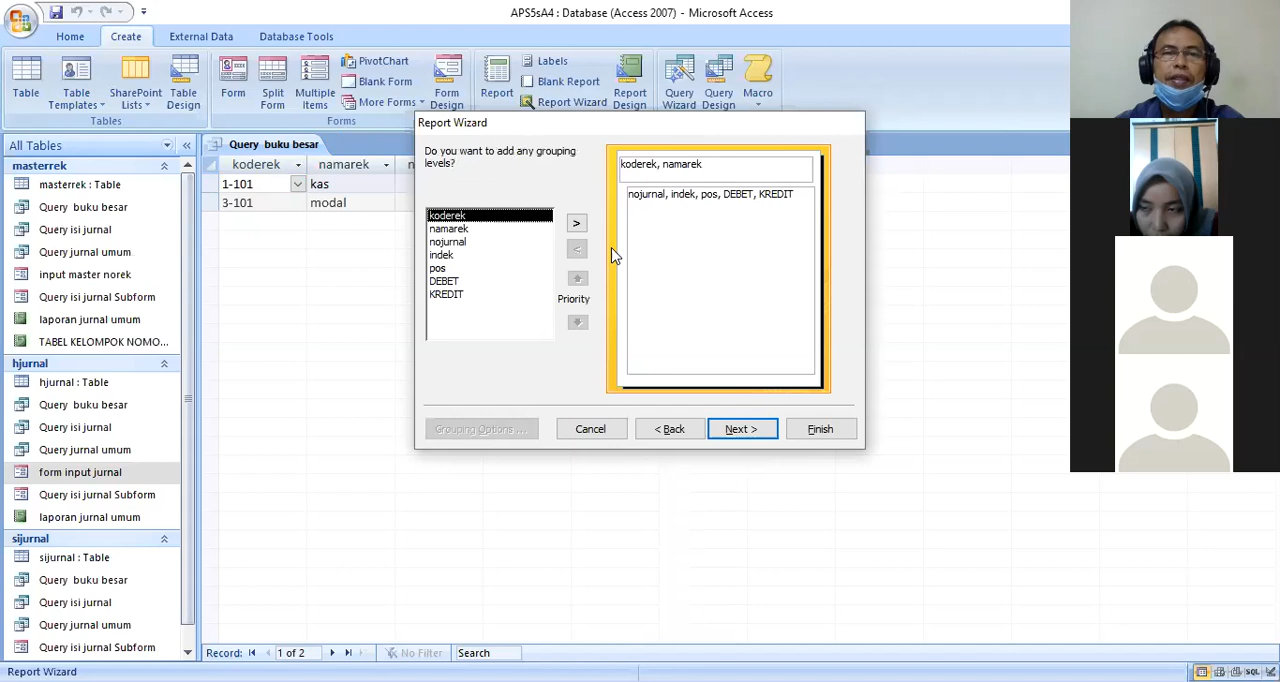 APS5sA4 : Database (Access 2007) - Microsoft Access
Home
Create
External Data
Database Tools
Table
Table Templates
SharePoint Lists
Table Design
Tables
Form
Split Form
Multiple Items
PivotChart
Blank Form
More Forms
Form Design
Forms
Report
Labels
Blank Report
Report Wizard
Report Design
Query Wizard
Query Design
Macro
All Tables
masterrek
masterrek : Table
Query buku besar
Query isi jurnal
Query jurnal umum
input master norek
Query isi jurnal Subform
laporan jurnal umum
TABEL KELOMPOK NOMO...
hjurnal
hjurnal : Table
Query buku besar
Query isi jurnal
Query jurnal umum
form input jurnal
Query isi jurnal Subform
laporan jurnal umum
sijurnal
sijurnal : Table
Query buku besar
Query isi jurnal
Query jurnal umum
Query isi jurnal Subform
Query buku besar
koderek
namarek
1-101
kas
3-101
modal
Report Wizard
Do you want to add any grouping
levels?
koderek
namarek
nojurnal
indek
pos
DEBET
KREDIT
>
<
Priority
koderek, namarek
nojurnal, indek, pos, DEBET, KREDIT
Grouping Options ...
Cancel
< Back
Next >
Finish
Record:
1 of 2
No Filter
Search
Report Wizard
SQL